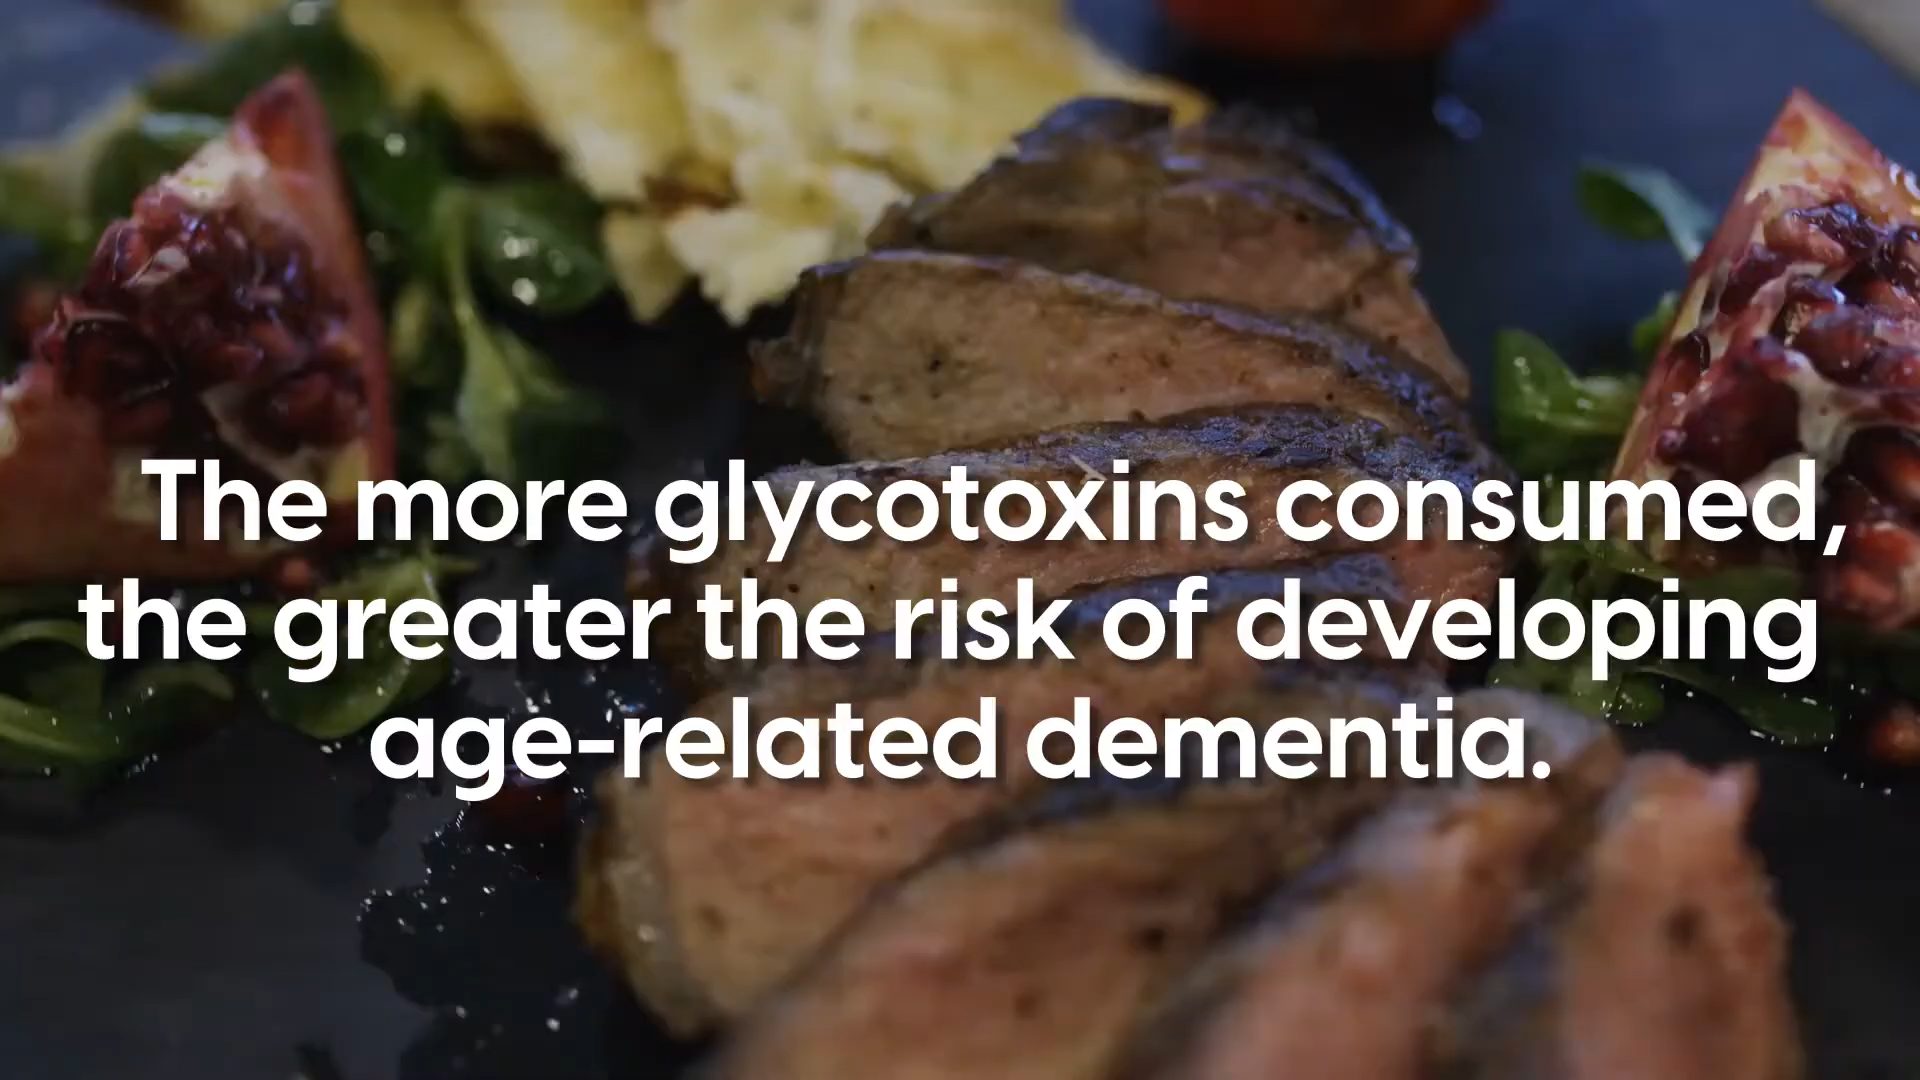 The more glycotoxins consumed,
the greater the risk of developing
age-related dementia.